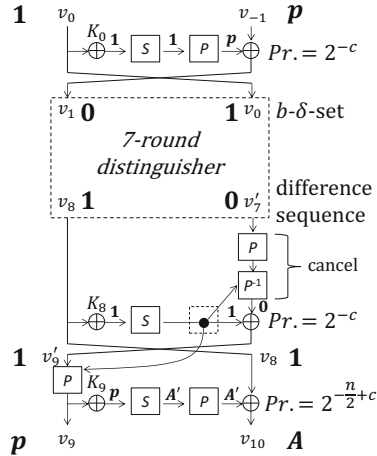 1 v₀ v₋₁ p
K₀ 1 S 1 P p Pr. = 2^{-c}
v₁ 0 1 v₀ b-δ-set
7-round
distinguisher
v₈ 1 0 v′₇ difference
sequence
P
P⁻¹ cancel
K₈ 1 S 1 0 Pr. = 2^{-c}
1 v′₉ v₈ 1
P K₉ p S A′ P A′ Pr. = 2^{-n/2+c}
p v₉ v₁₀ A